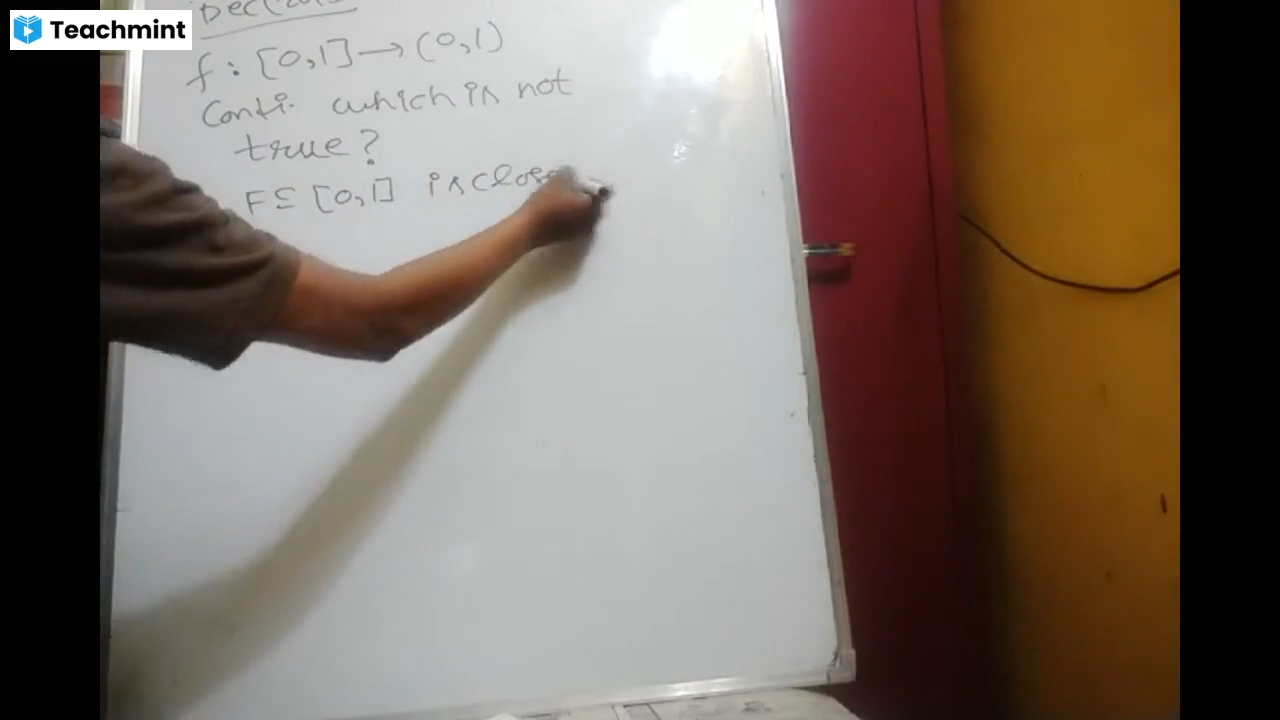 Teachmint
f : [0,1] → (0,1)
Conti. which is not
true?
F ⊆ [0,1] is close